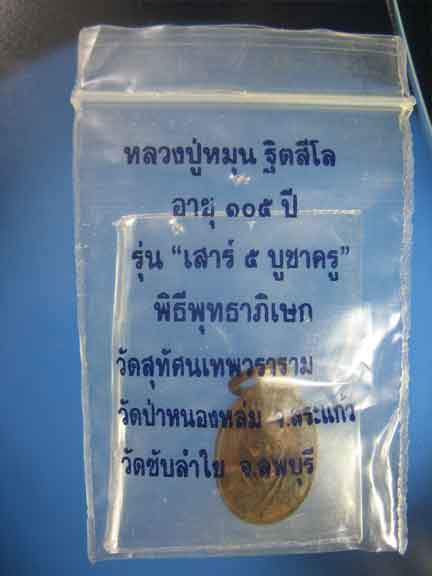 หลวงปู่หมุน ฐิตสีโล
อายุ ๑๐๕ ปี
รุ่น “เสาร์ ๕ บูชาครู”
พิธีพุทธาภิเษก
วัดสุทัศนเทพวราราม
วัดป่าหนองหล่ม จ.สระแก้ว
วัดซับลำใย จ.ลพบุรี